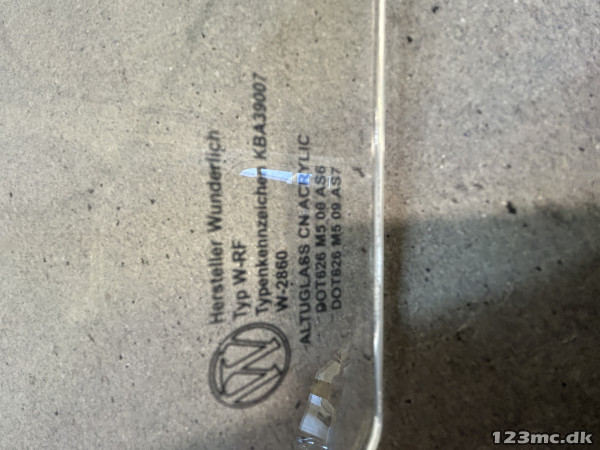 Hersteller Wunderlich
Typ W-RF
Typenkennzeichen KBA39007
W-2860
ALTUGLASS CN ACRYLIC
DOT626 M5 08 AS6
DOT626 M5 09 AS7
W
123mc.dk